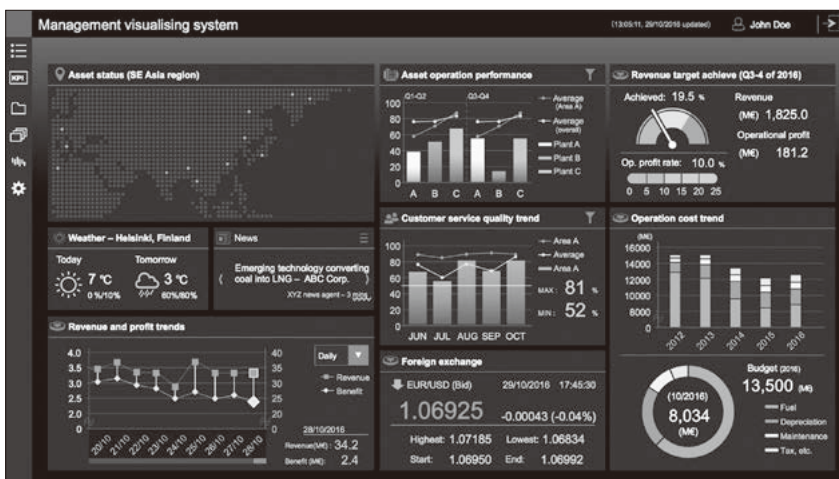 Management visualising system
(13:05:11, 29/10/2016 updated)
John Doe
KPI
Asset status (SE Asia region)
Asset operation performance
Q1-Q2
Q3-Q4
100
80
60
40
20
0
A B C A B C
Average
(Area A)
Average
(overall)
Plant A
Plant B
Plant C
Revenue target achieve (Q3-4 of 2016)
Achieved: 19.5 %
Revenue
(M€) 1,825.0
Operational profit
(M€) 181.2
Op. profit rate: 10.0 %
0 5 10 15 20 25
Weather – Helsinki, Finland
Today
Tomorrow
7 °C
0 %/10%
3 °C
60%/80%
News
Emerging technology converting
coal into LNG – ABC Corp.
XYZ news agent – 3
Customer service quality trend
100
80
60
40
20
0
JUN JUL AUG SEP OCT
Area A
Average
Area A
MAX: 81 %
MIN: 52 %
Operation cost trend
(M€)
16000
14000
12000
10000
6000
0
2012 2013 2014 2015 2016
Budget (2016)
13,500 (M€)
(10/2016)
8,034
(M€)
Fuel
Depreciation
Maintenance
Tax, etc.
Revenue and profit trends
4.0
3.5
3.0
2.5
2.0
0
40
35
30
25
20
0
20/10 21/10 22/10 23/10 24/10 25/10 26/10 27/10 28/10
Daily
Revenue
Benefit
28/10/2016
Revenue(M€) : 34.2
Benefit (M€) : 2.4
Foreign exchange
EUR/USD (Bid)
29/10/2016 17:45:30
1.06925
-0.00043 (-0.04%)
Highest: 1.07185 Lowest: 1.06834
Start: 1.06950 End: 1.06992